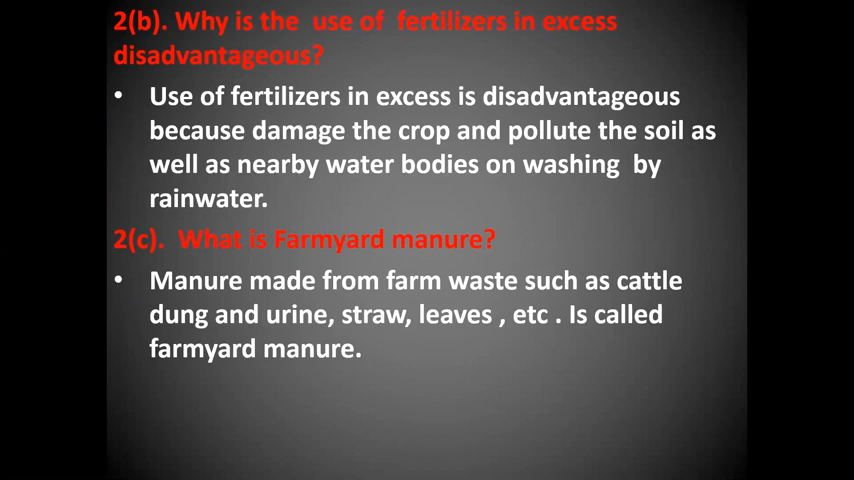 2(b). Why is the use of fertilizers in excess
disadvantageous?
• Use of fertilizers in excess is disadvantageous
because damage the crop and pollute the soil as
well as nearby water bodies on washing by
rainwater.
2(c). What is Farmyard manure?
• Manure made from farm waste such as cattle
dung and urine, straw, leaves , etc . Is called
farmyard manure.